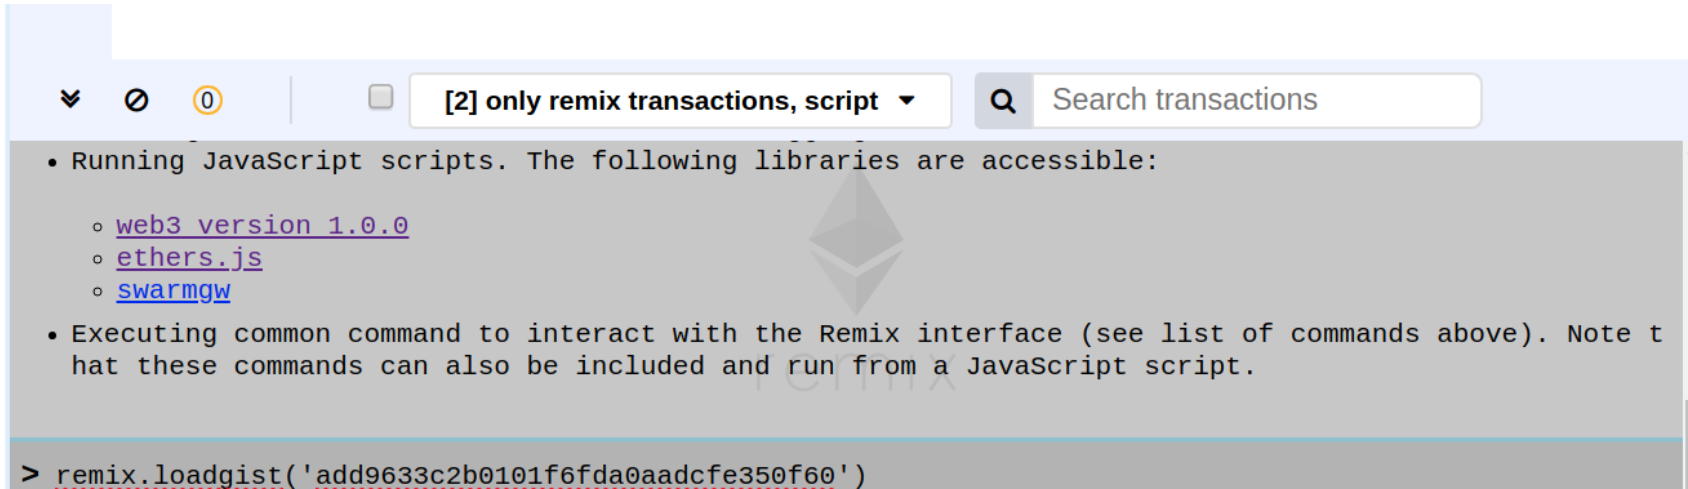 0
[2] only remix transactions, script
Search transactions
Running JavaScript scripts. The following libraries are accessible:
web3 version 1.0.0
ethers.js
swarmgw
Executing common command to interact with the Remix interface (see list of commands above). Note t
hat these commands can also be included and run from a JavaScript script.
remix
> remix.loadgist('add9633c2b0101f6fda0aadcfe350f60')